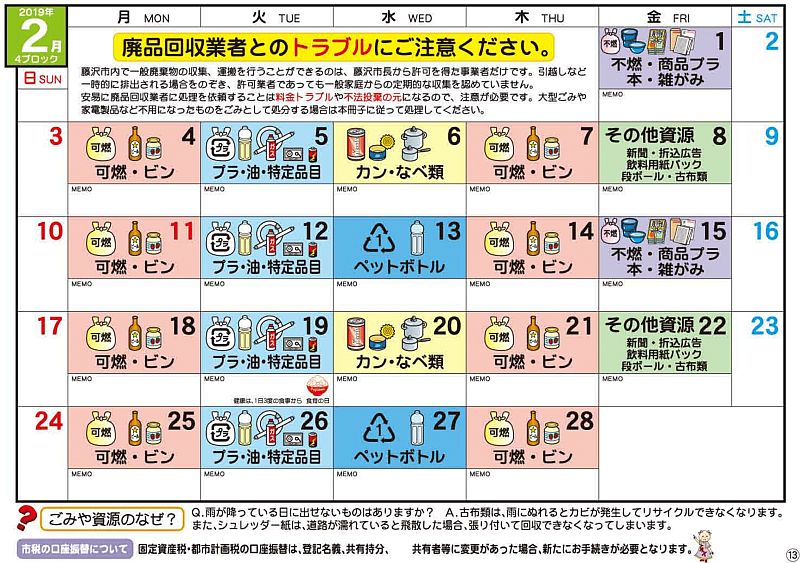 2019年
2月
4ブロック
日 SUN
月 MON
火 TUE
水 WED
木 THU
金 FRI
土 SAT
廃品回収業者とのトラブルにご注意ください。
藤沢市内で一般廃棄物の収集、運搬を行うことができるのは、藤沢市長から許可を得た事業者だけです。引越しなど
一時的に排出される場合をのぞき、許可業者であっても一般家庭からの定期的な収集を認めていません。
安易に廃品回収業者に処理を依頼することは料金トラブルや不法投棄の元になるので、注意が必要です。大型ごみや
家電製品など不用になったものをごみとして処分する場合は本冊子に従って処理してください。
不燃
1
不燃・商品プラ
本・雑がみ
MEMO
2
3
可燃
4
可燃・ビン
MEMO
プラ
5
プラ・油・特定品目
MEMO
6
カン・なべ類
MEMO
可燃
7
可燃・ビン
MEMO
その他資源 8
新聞・折込広告
飲料用紙パック
段ボール・古布類
MEMO
9
10
可燃
11
可燃・ビン
MEMO
プラ
12
プラ・油・特定品目
MEMO
1
13
ペットボトル
MEMO
可燃
14
可燃・ビン
MEMO
不燃
15
不燃・商品プラ
本・雑がみ
MEMO
16
17
可燃
18
可燃・ビン
MEMO
プラ
19
プラ・油・特定品目
MEMO
健康は、1日3度の食事から 食育の日
20
カン・なべ類
MEMO
可燃
21
可燃・ビン
MEMO
その他資源 22
新聞・折込広告
飲料用紙パック
段ボール・古布類
MEMO
23
24
可燃
25
可燃・ビン
MEMO
プラ
26
プラ・油・特定品目
MEMO
1
27
ペットボトル
MEMO
可燃
28
可燃・ビン
MEMO
? ごみや資源のなぜ?
Q.雨が降っている日に出せないものはありますか? A.古布類は、雨にぬれるとカビが発生してリサイクルできなくなります。
また、シュレッダー紙は、道路が濡れていると飛散した場合、張り付いて回収できなくなってしまいます。
市税の口座振替について 固定資産税・都市計画税の口座振替は、登記名義、共有持分、 共有者等に変更があった場合、新たにお手続きが必要となります。
⑬